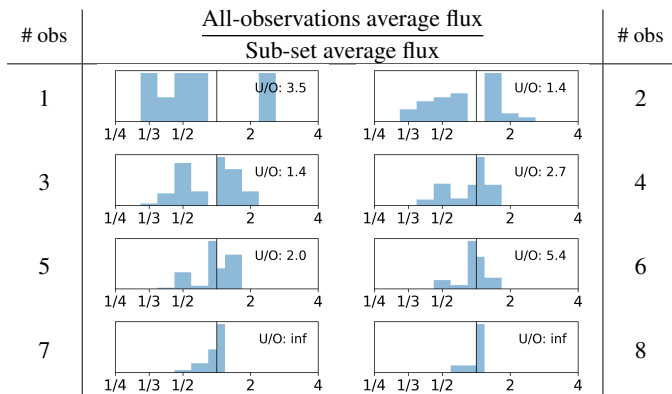 # obs All-observations average flux # obs
Sub-set average flux
1 U/O: 3.5 U/O: 1.4 2
1/4 1/3 1/2 2 4 1/4 1/3 1/2 2 4
3 U/O: 1.4 U/O: 2.7 4
1/4 1/3 1/2 2 4 1/4 1/3 1/2 2 4
5 U/O: 2.0 U/O: 5.4 6
1/4 1/3 1/2 2 4 1/4 1/3 1/2 2 4
7 U/O: inf U/O: inf 8
1/4 1/3 1/2 2 4 1/4 1/3 1/2 2 4